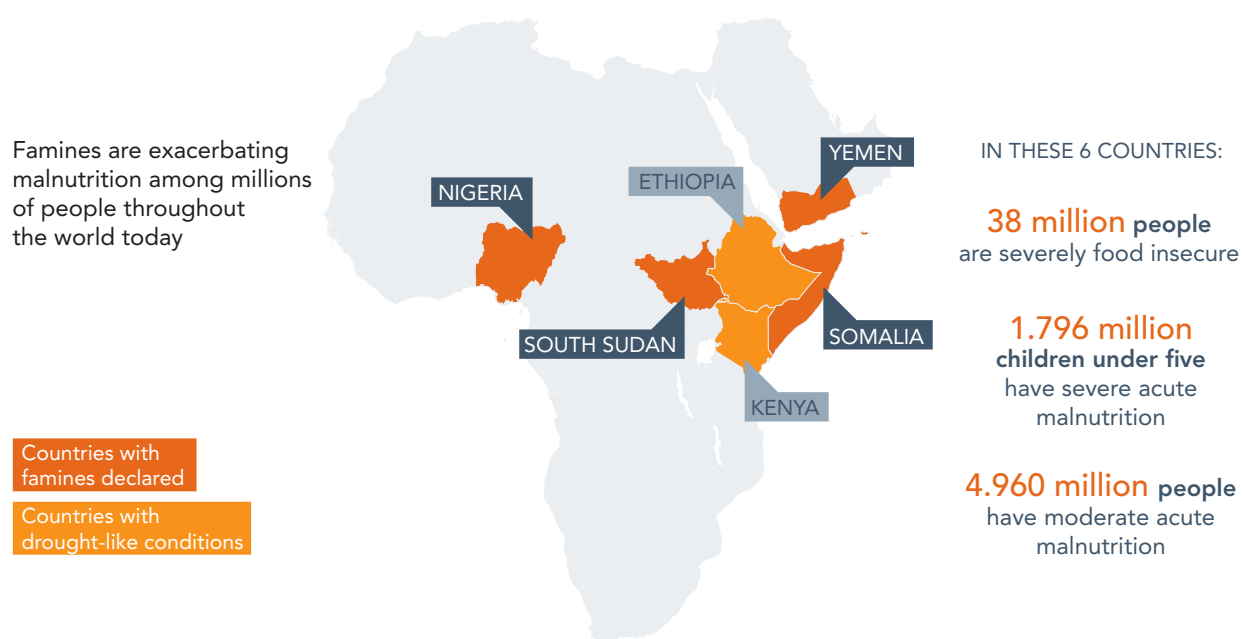 Famines are exacerbating
malnutrition among millions
of people throughout
the world today
NIGERIA
ETHIOPIA
YEMEN
SOUTH SUDAN
SOMALIA
KENYA
Countries with
famines declared
Countries with
drought-like conditions
IN THESE 6 COUNTRIES:
38 million people
are severely food insecure
1.796 million
children under five
have severe acute
malnutrition
4.960 million people
have moderate acute
malnutrition